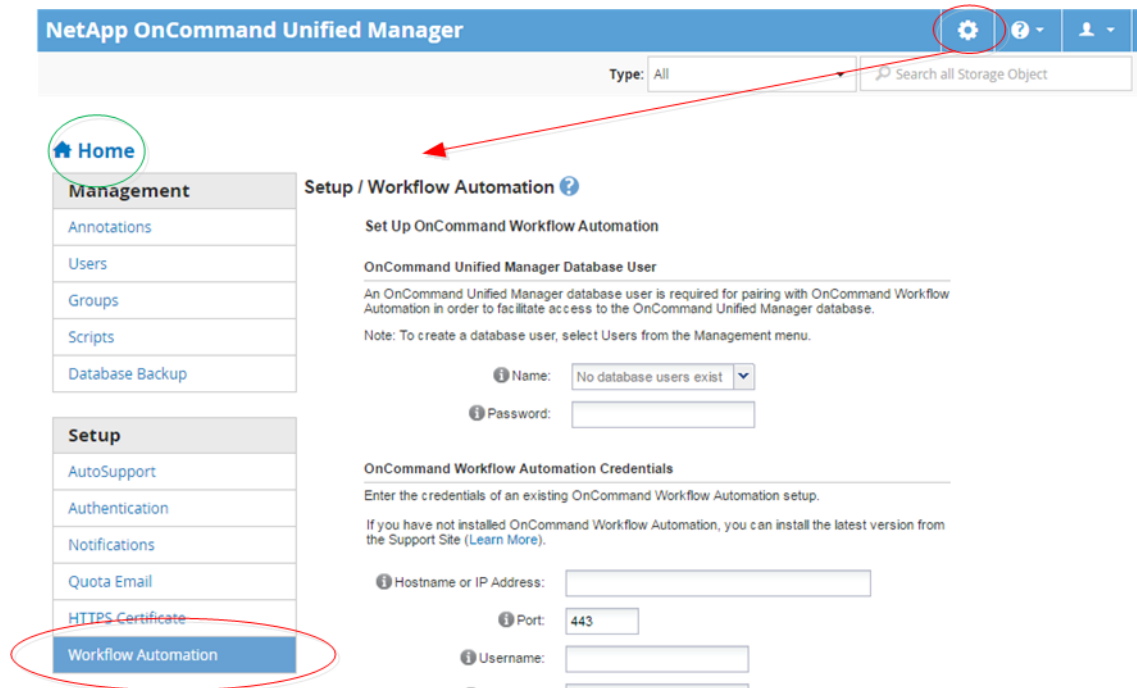 NetApp OnCommand Unified Manager
Type: All
Search all Storage Object
Home
Management
Annotations
Users
Groups
Scripts
Database Backup
Setup
AutoSupport
Authentication
Notifications
Quota Email
HTTPS Certificate
Workflow Automation
Setup / Workflow Automation ?
Set Up OnCommand Workflow Automation
OnCommand Unified Manager Database User
An OnCommand Unified Manager database user is required for pairing with OnCommand Workflow
Automation in order to facilitate access to the OnCommand Unified Manager database.
Note: To create a database user, select Users from the Management menu.
Name: No database users exist
Password:
OnCommand Workflow Automation Credentials
Enter the credentials of an existing OnCommand Workflow Automation setup.
If you have not installed OnCommand Workflow Automation, you can install the latest version from
the Support Site (Learn More).
Hostname or IP Address:
Port: 443
Username: